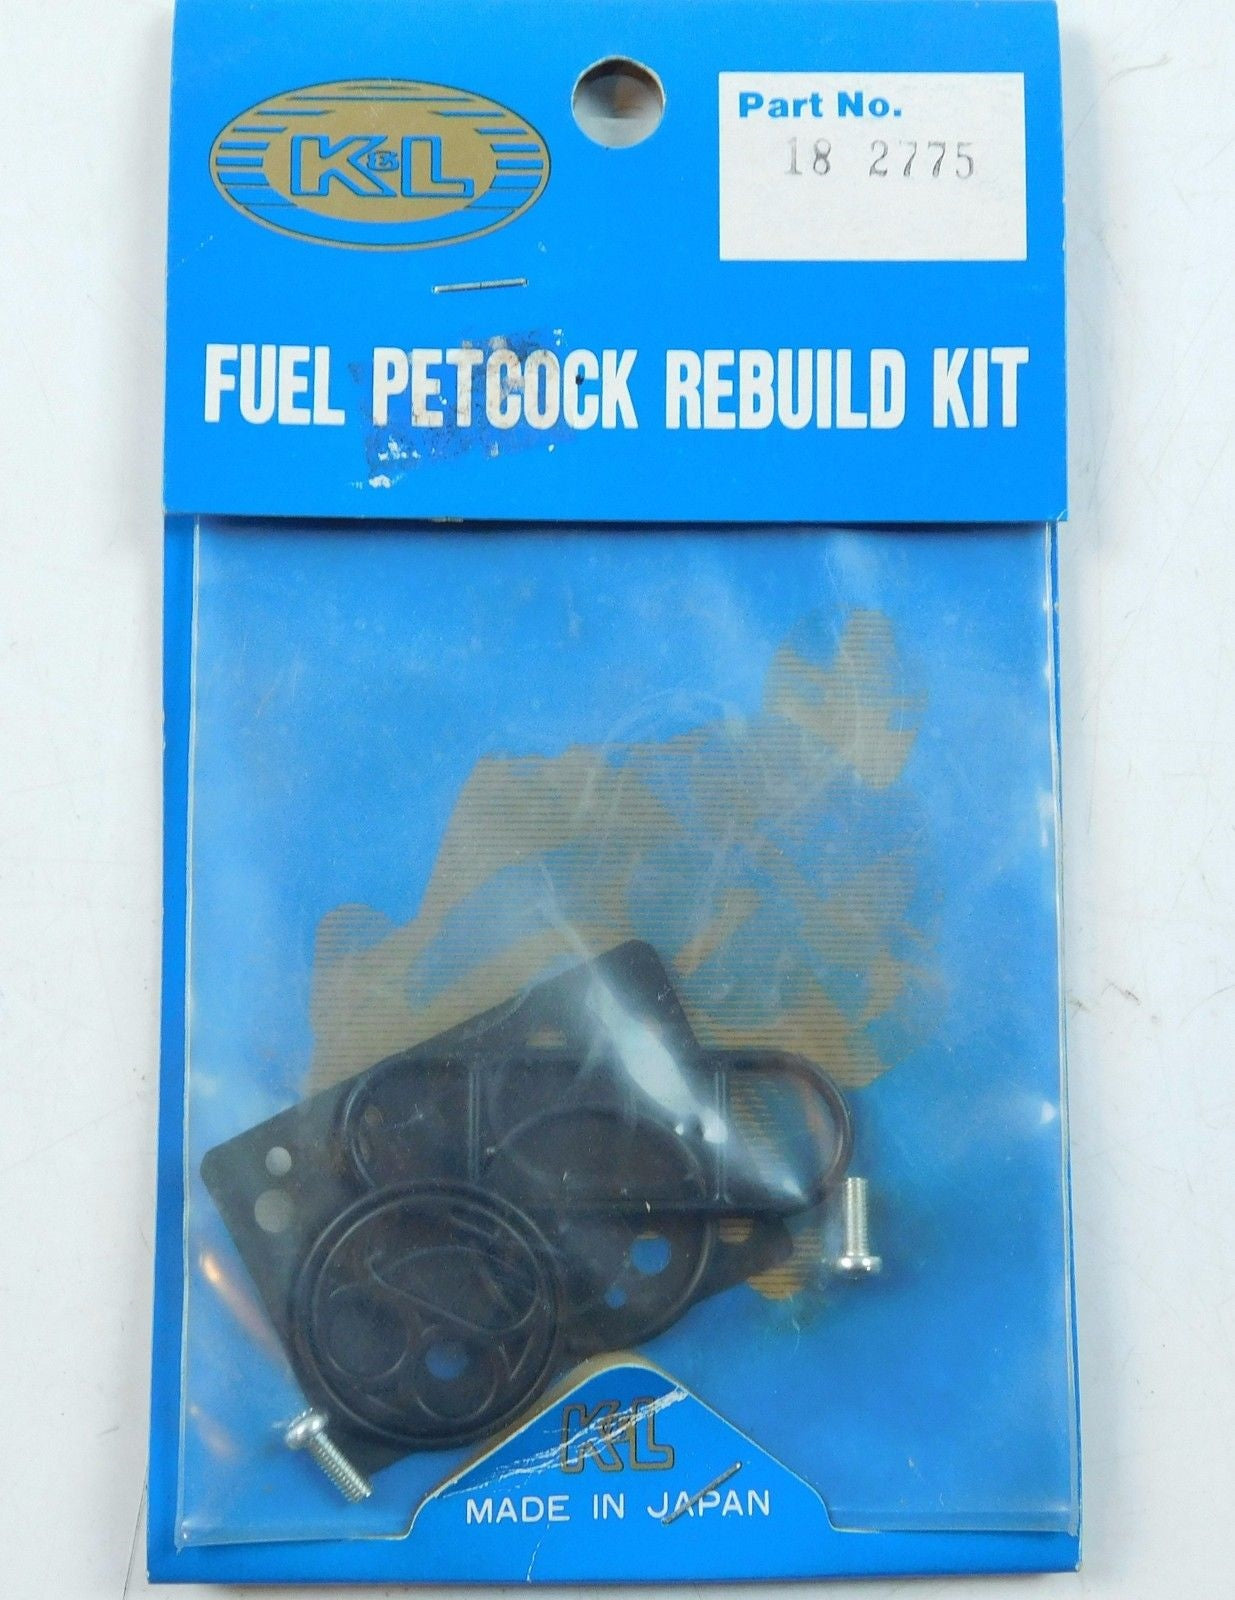 K&L
Part No.
18 2775
FUEL PETCOCK REBUILD KIT
K&L
MADE IN JAPAN